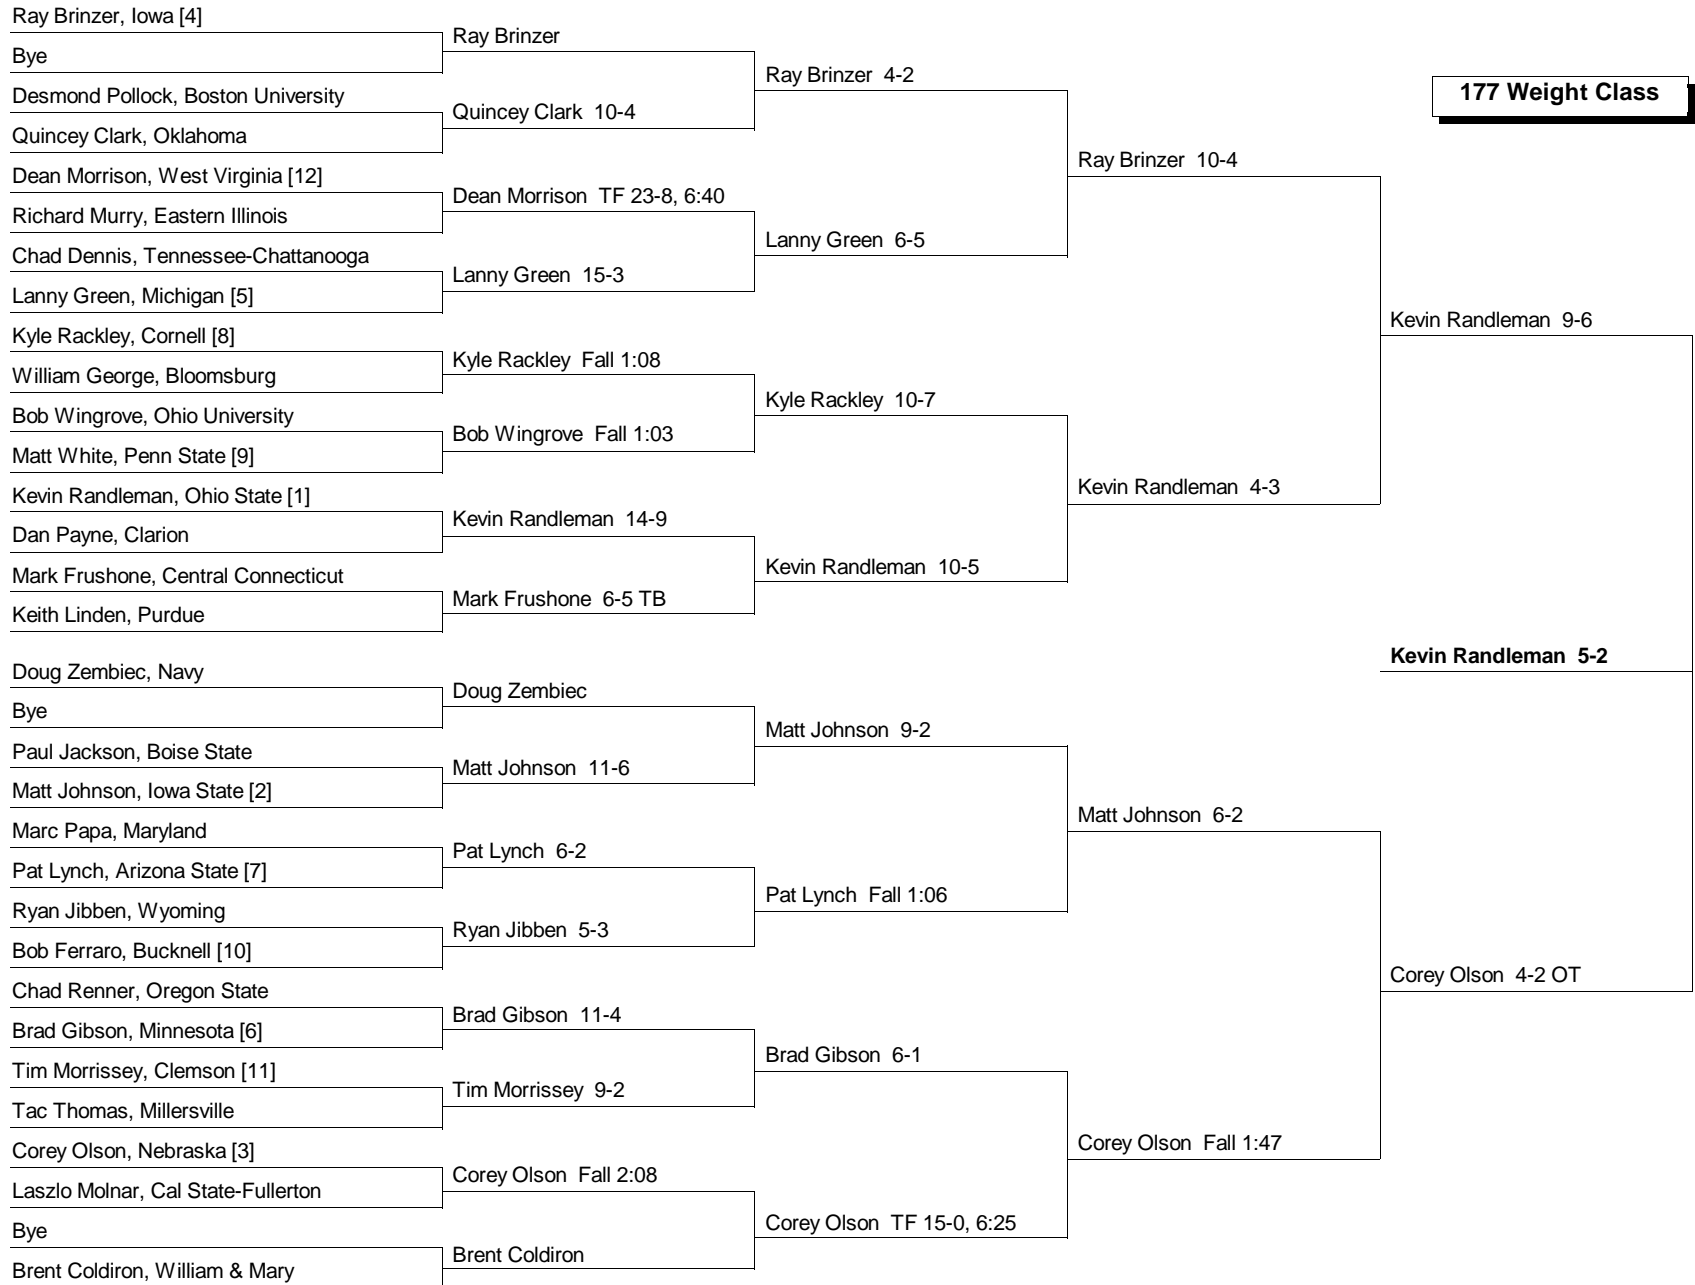 Ray Brinzer, Iowa [4]
Bye
Desmond Pollock, Boston University
Quincey Clark, Oklahoma
Dean Morrison, West Virginia [12]
Richard Murry, Eastern Illinois
Chad Dennis, Tennessee-Chattanooga
Lanny Green, Michigan [5]
Kyle Rackley, Cornell [8]
William George, Bloomsburg
Bob Wingrove, Ohio University
Matt White, Penn State [9]
Kevin Randleman, Ohio State [1]
Dan Payne, Clarion
Mark Frushone, Central Connecticut
Keith Linden, Purdue
Doug Zembiec, Navy
Bye
Paul Jackson, Boise State
Matt Johnson, Iowa State [2]
Marc Papa, Maryland
Pat Lynch, Arizona State [7]
Ryan Jibben, Wyoming
Bob Ferraro, Bucknell [10]
Chad Renner, Oregon State
Brad Gibson, Minnesota [6]
Tim Morrissey, Clemson [11]
Tac Thomas, Millersville
Corey Olson, Nebraska [3]
Laszlo Molnar, Cal State-Fullerton
Bye
Brent Coldiron, William & Mary
Ray Brinzer
Quincey Clark 10-4
Dean Morrison TF 23-8, 6:40
Lanny Green 15-3
Kyle Rackley Fall 1:08
Bob Wingrove Fall 1:03
Kevin Randleman 14-9
Mark Frushone 6-5 TB
Doug Zembiec
Matt Johnson 11-6
Pat Lynch 6-2
Ryan Jibben 5-3
Brad Gibson 11-4
Tim Morrissey 9-2
Corey Olson Fall 2:08
Brent Coldiron
Ray Brinzer 4-2
Lanny Green 6-5
Kyle Rackley 10-7
Kevin Randleman 10-5
Matt Johnson 9-2
Pat Lynch Fall 1:06
Brad Gibson 6-1
Corey Olson TF 15-0, 6:25
Ray Brinzer 10-4
Kevin Randleman 4-3
Matt Johnson 6-2
Corey Olson Fall 1:47
177 Weight Class
Kevin Randleman 9-6
Kevin Randleman 5-2
Corey Olson 4-2 OT